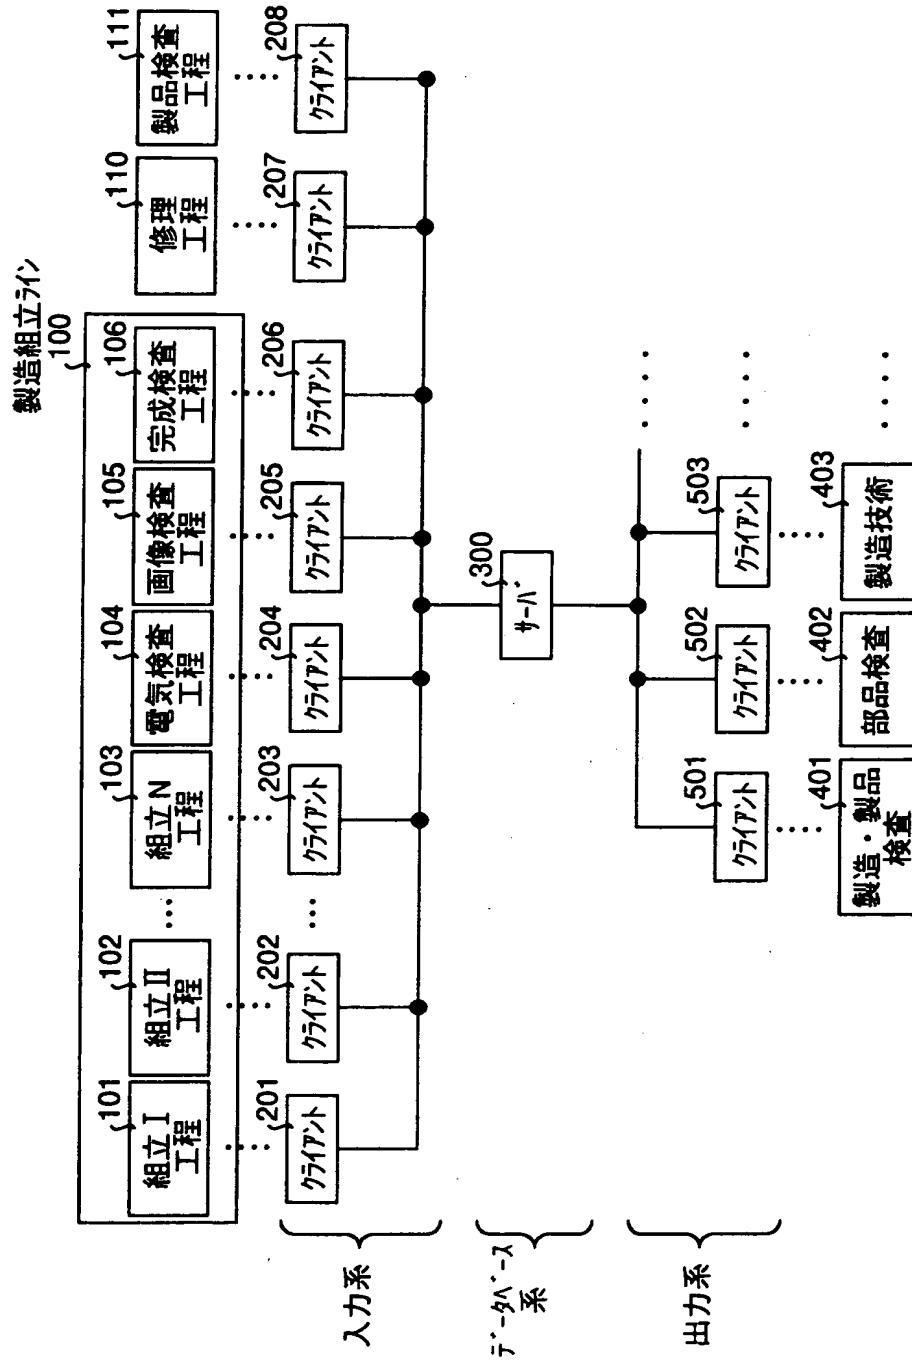 製造組立ライン
100
101
102
103
104
105
106
110
111
組立Ⅰ
工程
組立Ⅱ
工程
...
組立N
工程
電気検査
工程
画像検査
工程
完成検査
工程
修理
工程
製品検査
工程
201
202
203
204
205
206
207
208
クライアント
クライアント
...
クライアント
クライアント
クライアント
クライアント
クライアント
クライアント
入力系
300
サーバ
データベース
系
501
502
503
クライアント
クライアント
クライアント
出力系
401
402
403
製造・製品
検査
部品検査
製造技術